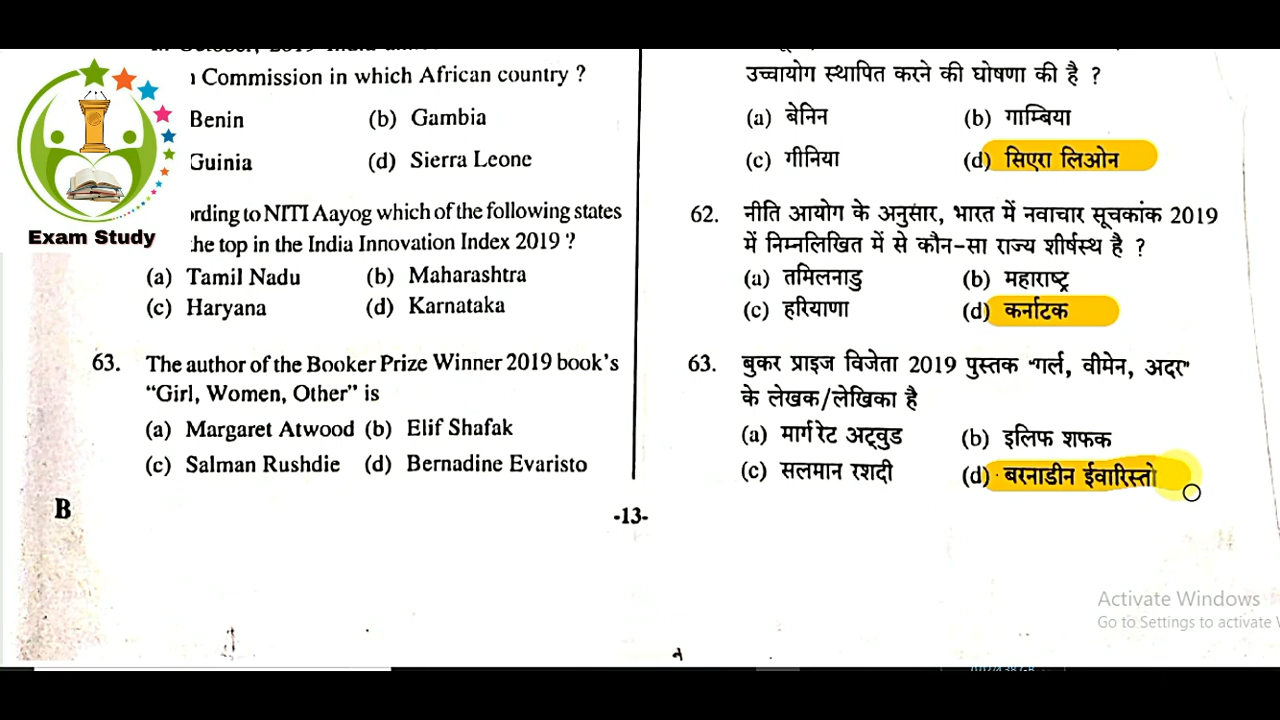 Commission in which African country ?
Benin (b) Gambia
Guinia (d) Sierra Leone
Exam Study
to NITI Aayog which of the following states
the top in the India Innovation Index 2019 ?
(a) Tamil Nadu (b) Maharashtra
(c) Haryana (d) Karnataka
63. The author of the Booker Prize Winner 2019 book's
“Girl, Women, Other” is
(a) Margaret Atwood (b) Elif Shafak
(c) Salman Rushdie (d) Bernadine Evaristo
B
-13-
उच्चायोग स्थापित करने की घोषणा की है ?
(a) बेनिन (b) गाम्बिया
(c) गीनिया (d) सिएरा लिओन
62. नीति आयोग के अनुसार, भारत में नवाचार सूचकांक 2019
में निम्नलिखित में से कौन-सा राज्य शीर्षस्थ है ?
(a) तमिलनाडु (b) महाराष्ट्र
(c) हरियाणा (d) कर्नाटक
63. बुकर प्राइज विजेता 2019 पुस्तक “गर्ल, वीमेन, अदर”
के लेखक/लेखिका है
(a) मार्गरेट अट्वुड (b) इलिफ शफक
(c) सलमान रशदी (d) बरनाडीन ईवारिस्तो
Activate Windows
Go to Settings to activate